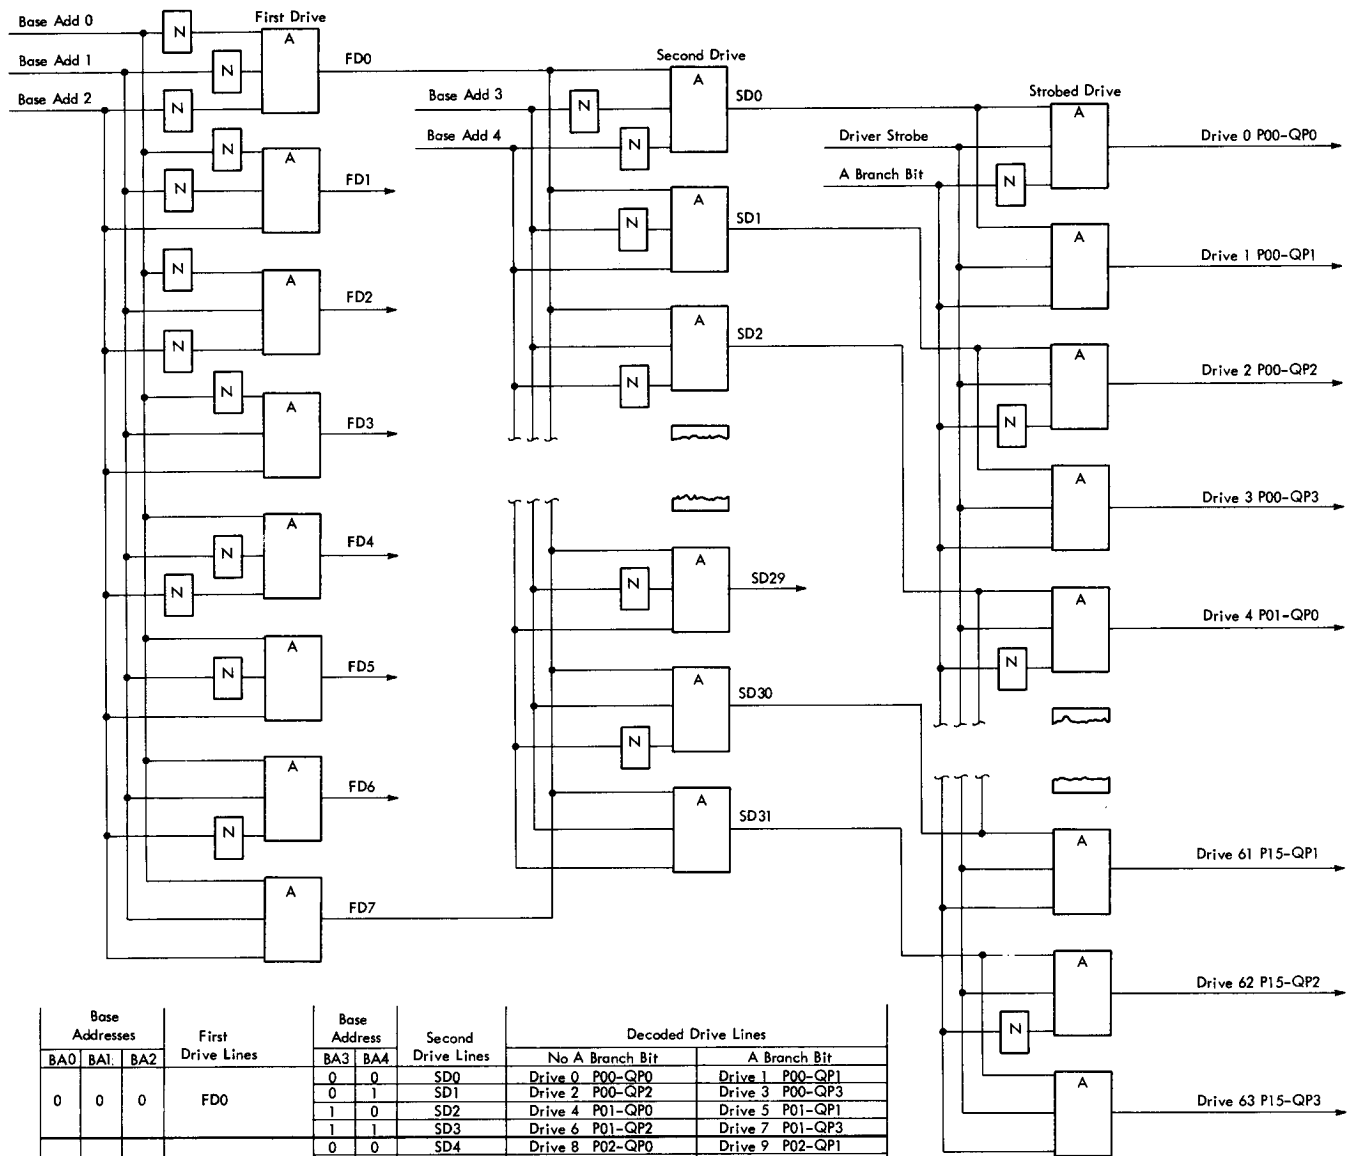 Base Add 0
Base Add 1
Base Add 2
First Drive
N
A
N
N
FD0
N
A
N
FD1
N
A
N
FD2
N
A
FD3
A
N
N
FD4
A
N
FD5
A
N
FD6
A
FD7
Second Drive
Base Add 3
Base Add 4
A
N
N
SD0
A
N
SD1
A
N
SD2
A
N
SD29
A
N
SD30
A
SD31
Strobed Drive
Driver Strobe
A Branch Bit
A
N
Drive 0 P00-QP0
A
Drive 1 P00-QP1
A
N
Drive 2 P00-QP2
A
Drive 3 P00-QP3
A
N
Drive 4 P01-QP0
A
Drive 61 P15-QP1
A
N
Drive 62 P15-QP2
A
Drive 63 P15-QP3
Base Addresses First Drive Lines Base Address Second Drive Lines Decoded Drive Lines
BA0 BA1. BA2 BA3 BA4 No A Branch Bit A Branch Bit
0 0 0 FD0
0 0 SD0 Drive 0 P00-QP0 Drive 1 P00-QP1
0 1 SD1 Drive 2 P00-QP2 Drive 3 P00-QP3
1 0 SD2 Drive 4 P01-QP0 Drive 5 P01-QP1
1 1 SD3 Drive 6 P01-QP2 Drive 7 P01-QP3
0 0 SD4 Drive 8 P02-QP0 Drive 9 P02-QP1